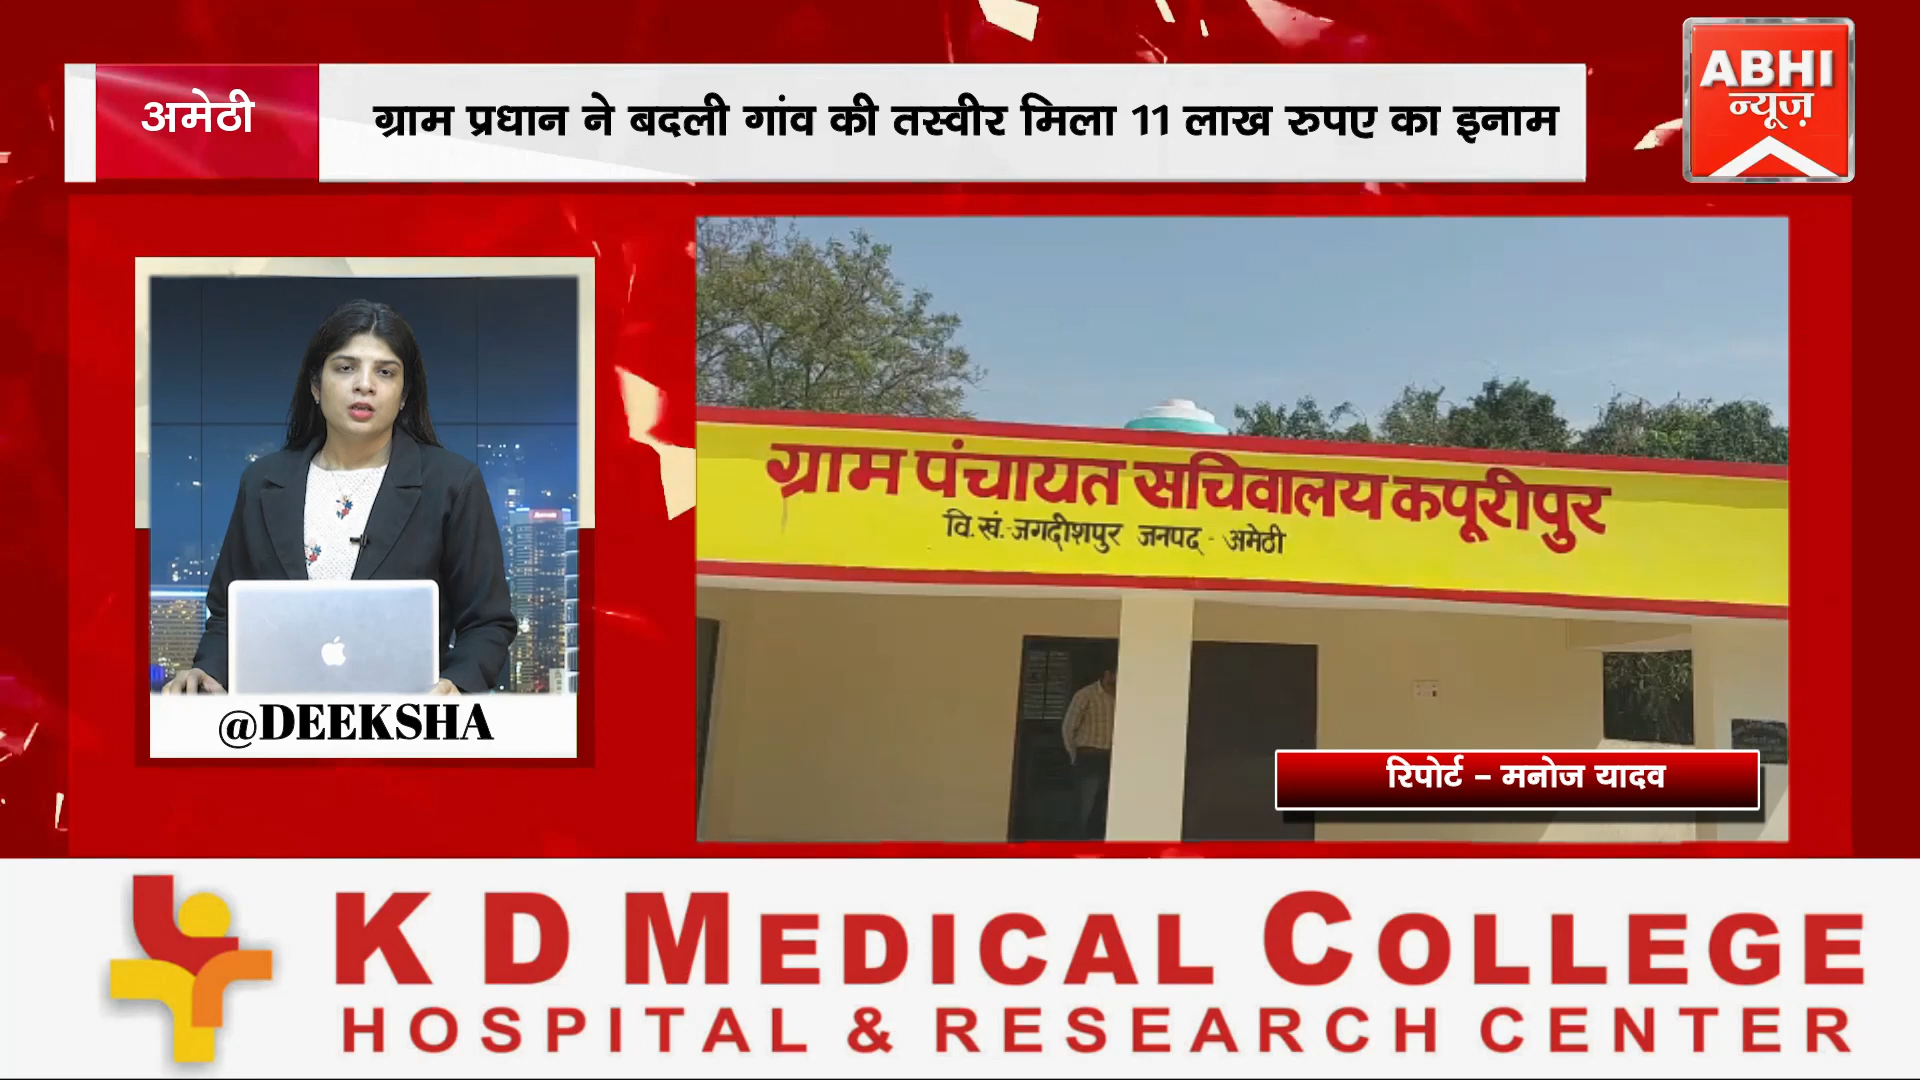 अमेठी
ग्राम प्रधान ने बदली गांव की तस्वीर मिला 11 लाख रुपए का इनाम
ABHI
न्यूज़
ग्राम पंचायत सचिवालय कपूरीपुर
वि.खं.-जगदीशपुर जनपद - अमेठी
@DEEKSHA
रिपोर्ट - मनोज यादव
K D MEDICAL COLLEGE
HOSPITAL & RESEARCH CENTER